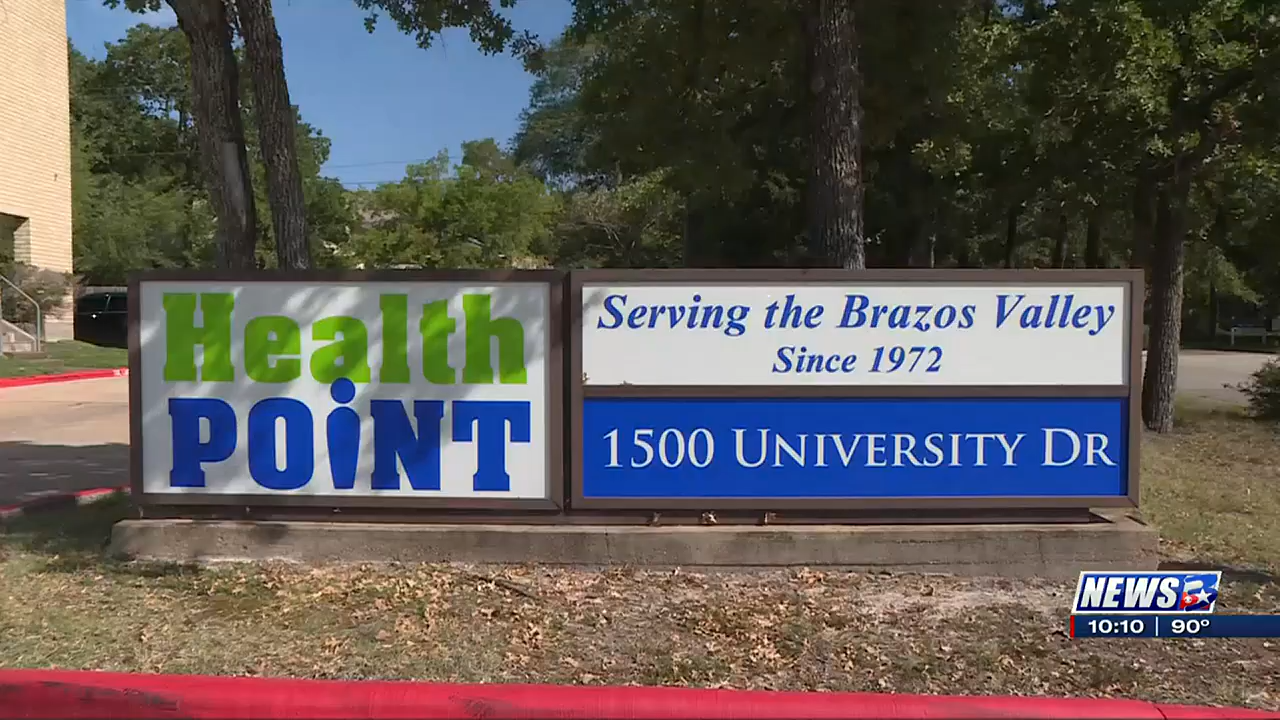 Health
POiNT
Serving the Brazos Valley
Since 1972
1500 UNIVERSITY DR
NEWS 3
10:10 | 90°